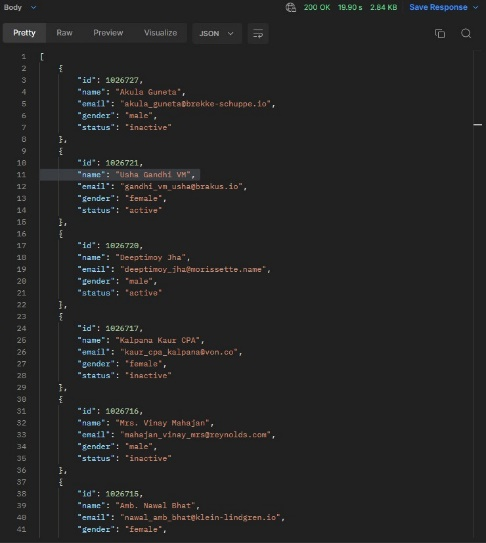 Body 200 OK 19.90 s 2.84 KB Save Response
Pretty Raw Preview Visualize JSON
1 [
2 {
3 "id": 1026727,
4 "name": "Akula Guneta",
5 "email": "akula_guneta@brekke-schuppe.io",
6 "gender": "male",
7 "status": "inactive"
8 },
9 {
10 "id": 1026721,
11 "name": "Usha Gandhi VM",
12 "email": "gandhi_vm_usha@brakus.io",
13 "gender": "female",
14 "status": "active"
15 },
16 {
17 "id": 1026720,
18 "name": "Deeptimoy Jha",
19 "email": "deeptimoy_jha@morissette.name",
20 "gender": "male",
21 "status": "active"
22 },
23 {
24 "id": 1026717,
25 "name": "Kalpana Kaur CPA",
26 "email": "kaur_cpa_kalpana@von.co",
27 "gender": "female",
28 "status": "inactive"
29 },
30 {
31 "id": 1026716,
32 "name": "Mrs. Vinay Mahajan",
33 "email": "mahajan_vinay_mrs@reynolds.com",
34 "gender": "male",
35 "status": "inactive"
36 },
37 {
38 "id": 1026715,
39 "name": "Amb. Nawal Bhat",
40 "email": "nawal_amb_bhat@klein-lindgren.io",
41 "gender": "female",